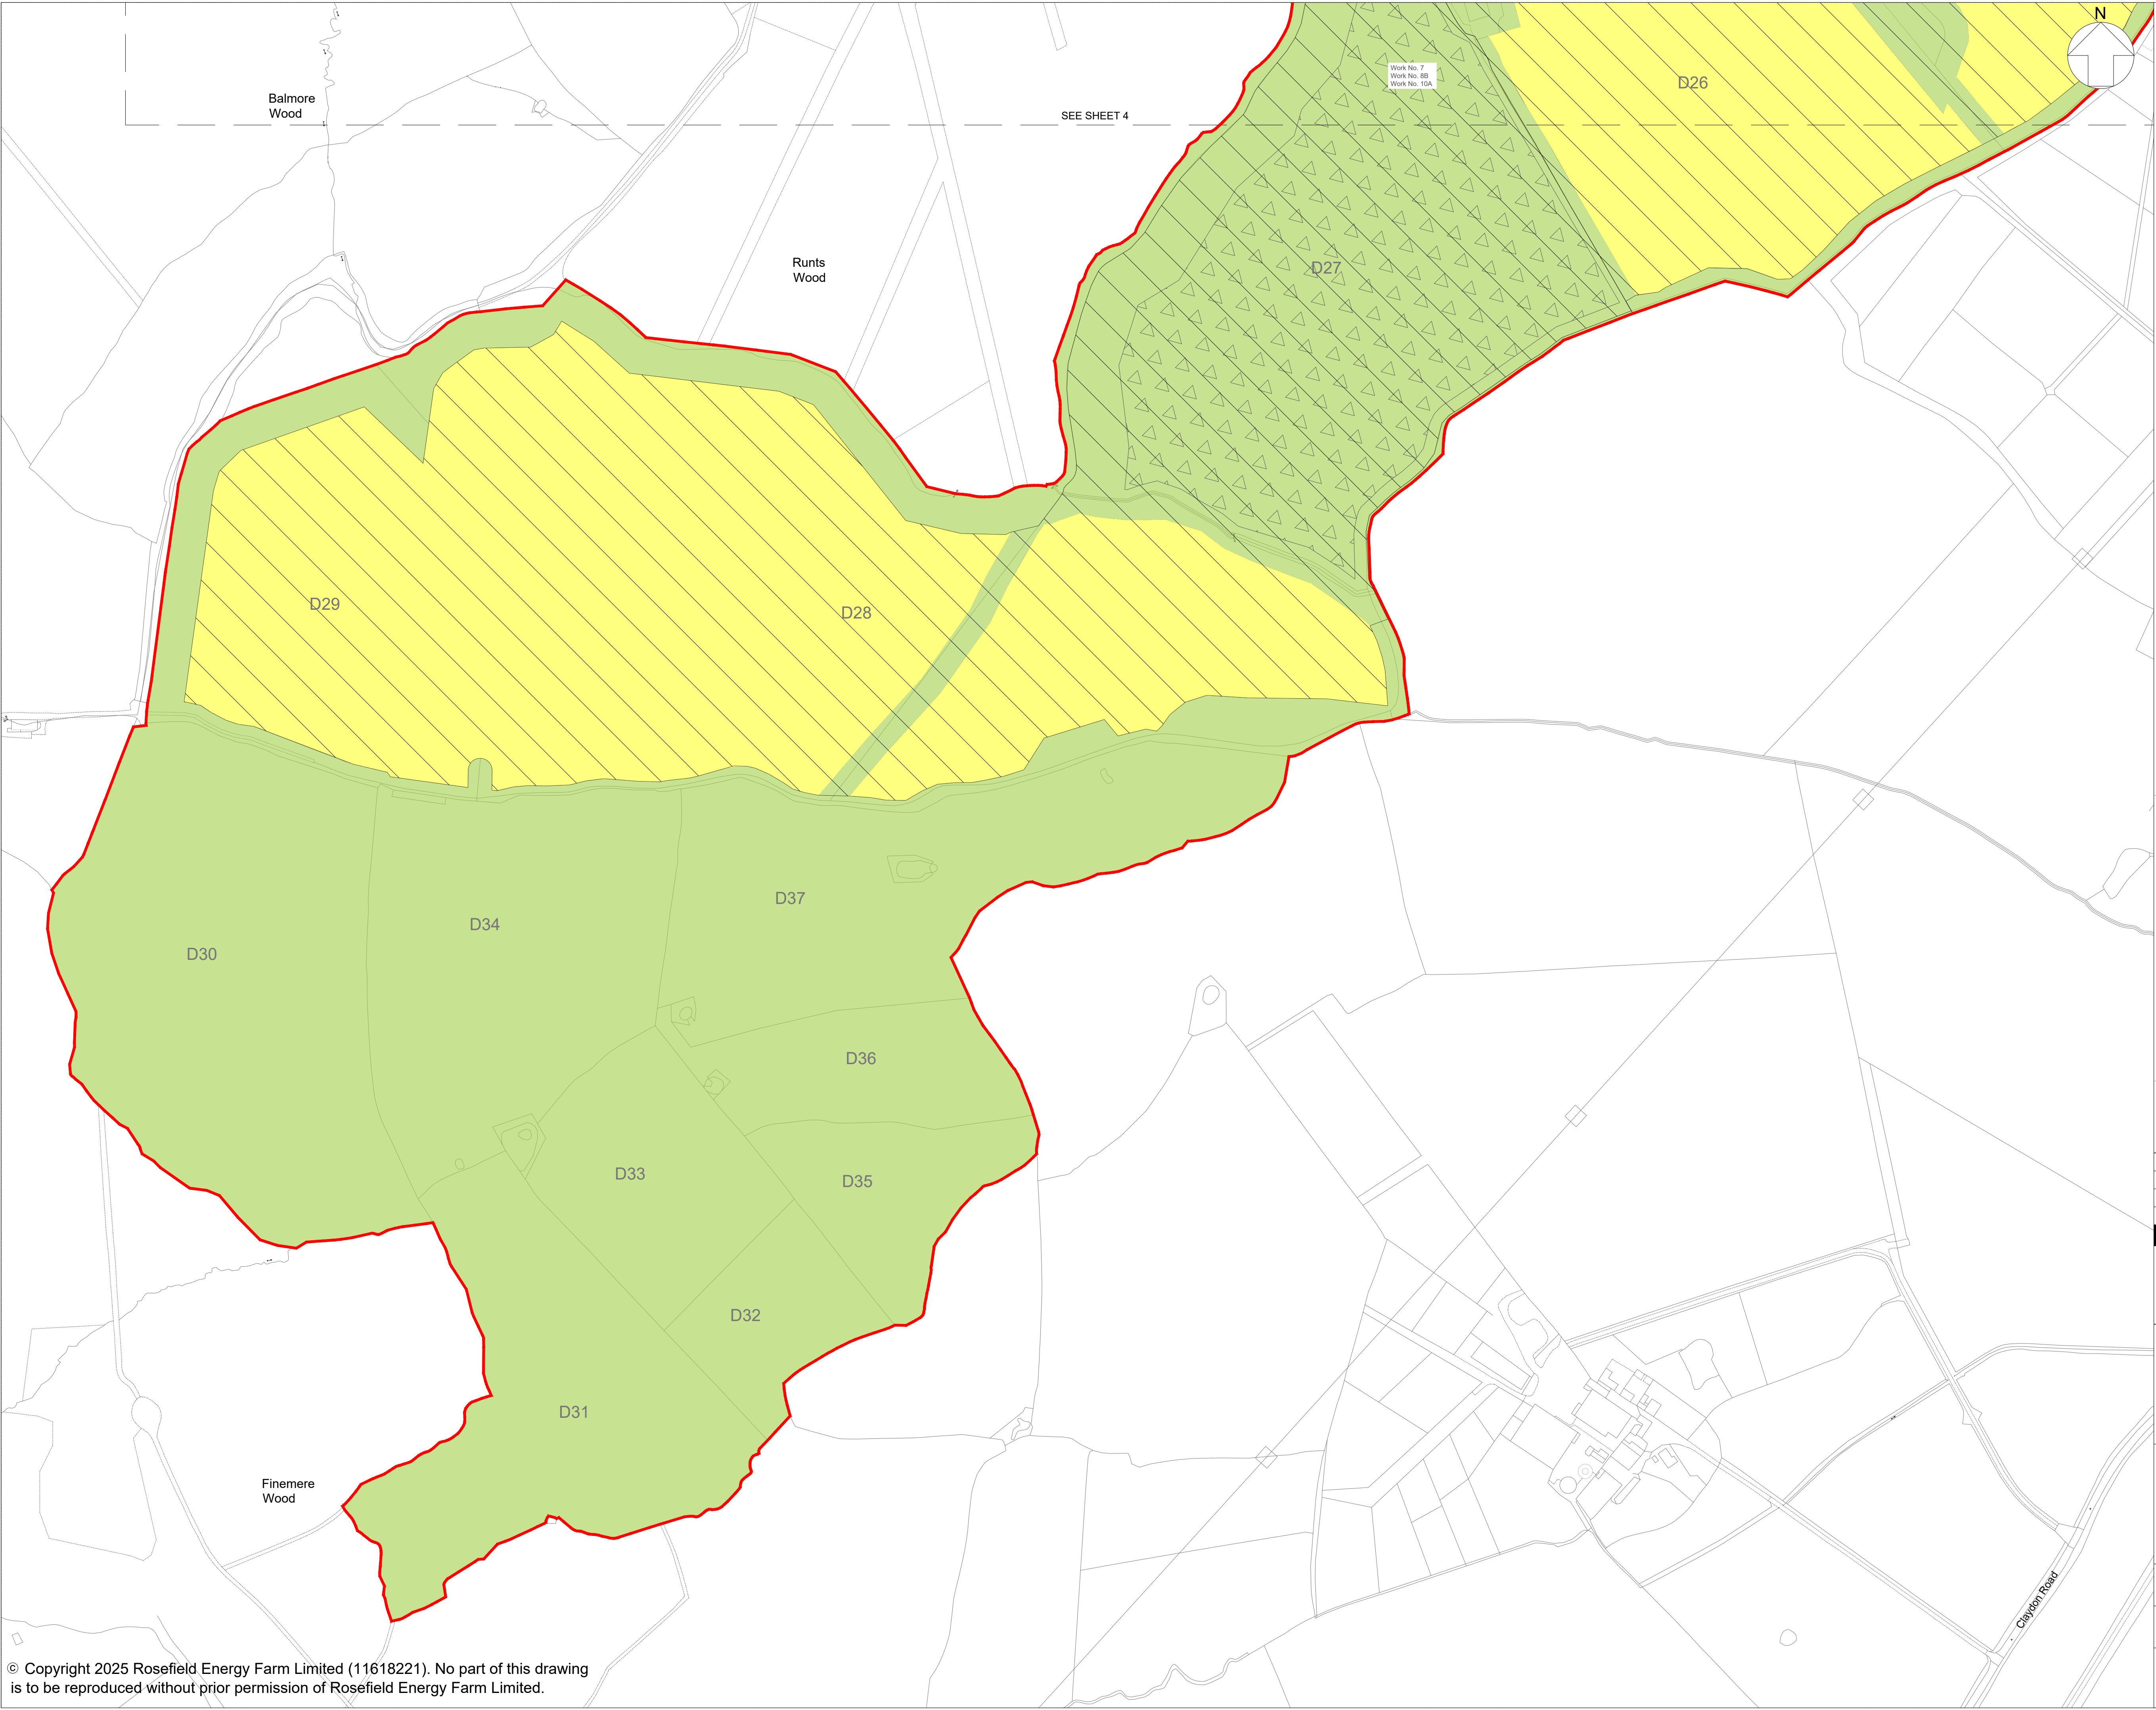 N
Work No. 7
Work No. 8B
Work No. 10A
D26
Balmore
Wood
SEE SHEET 4
Runts
Wood
D27
D29
D28
D37
D34
D30
D36
D33
D35
D32
D31
Finemere
Wood
Claydon Road
© Copyright 2025 Rosefield Energy Farm Limited (11618221). No part of this drawing
is to be reproduced without prior permission of Rosefield Energy Farm Limited.